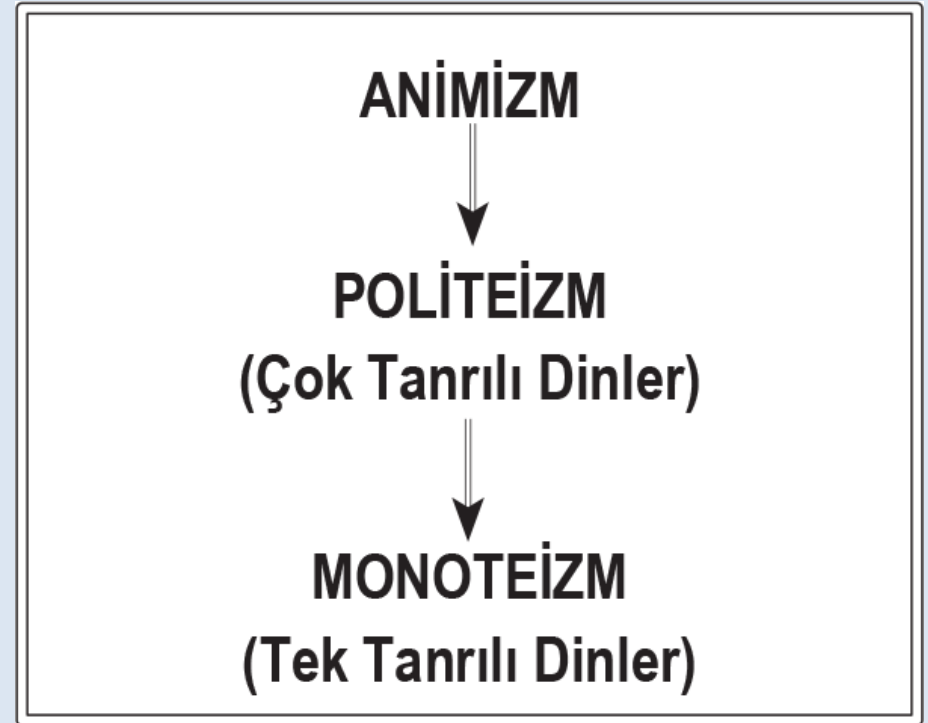 ANİMİZM
POLİTEİZM
(Çok Tanrılı Dinler)
MONOTEİZM
(Tek Tanrılı Dinler)